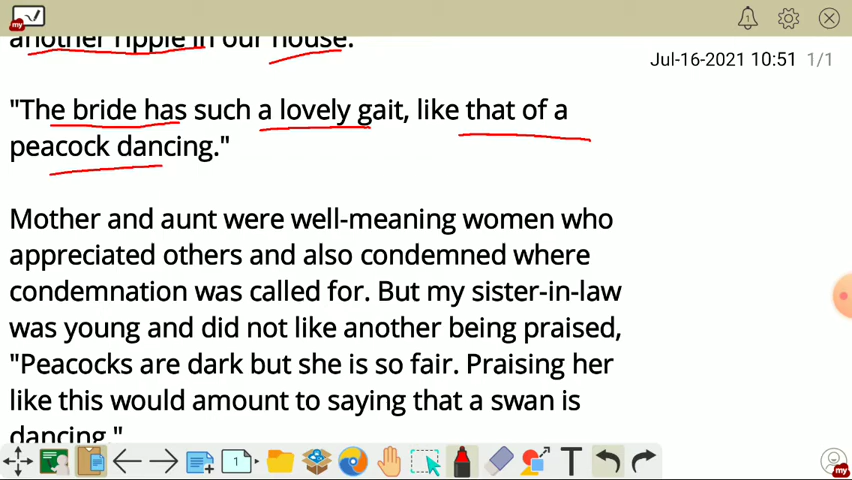 another ripple in our house.
Jul-16-2021 10:51 1/1
"The bride has such a lovely gait, like that of a
peacock dancing."
Mother and aunt were well-meaning women who
appreciated others and also condemned where
condemnation was called for. But my sister-in-law
was young and did not like another being praised,
"Peacocks are dark but she is so fair. Praising her
like this would amount to saying that a swan is
dancing."